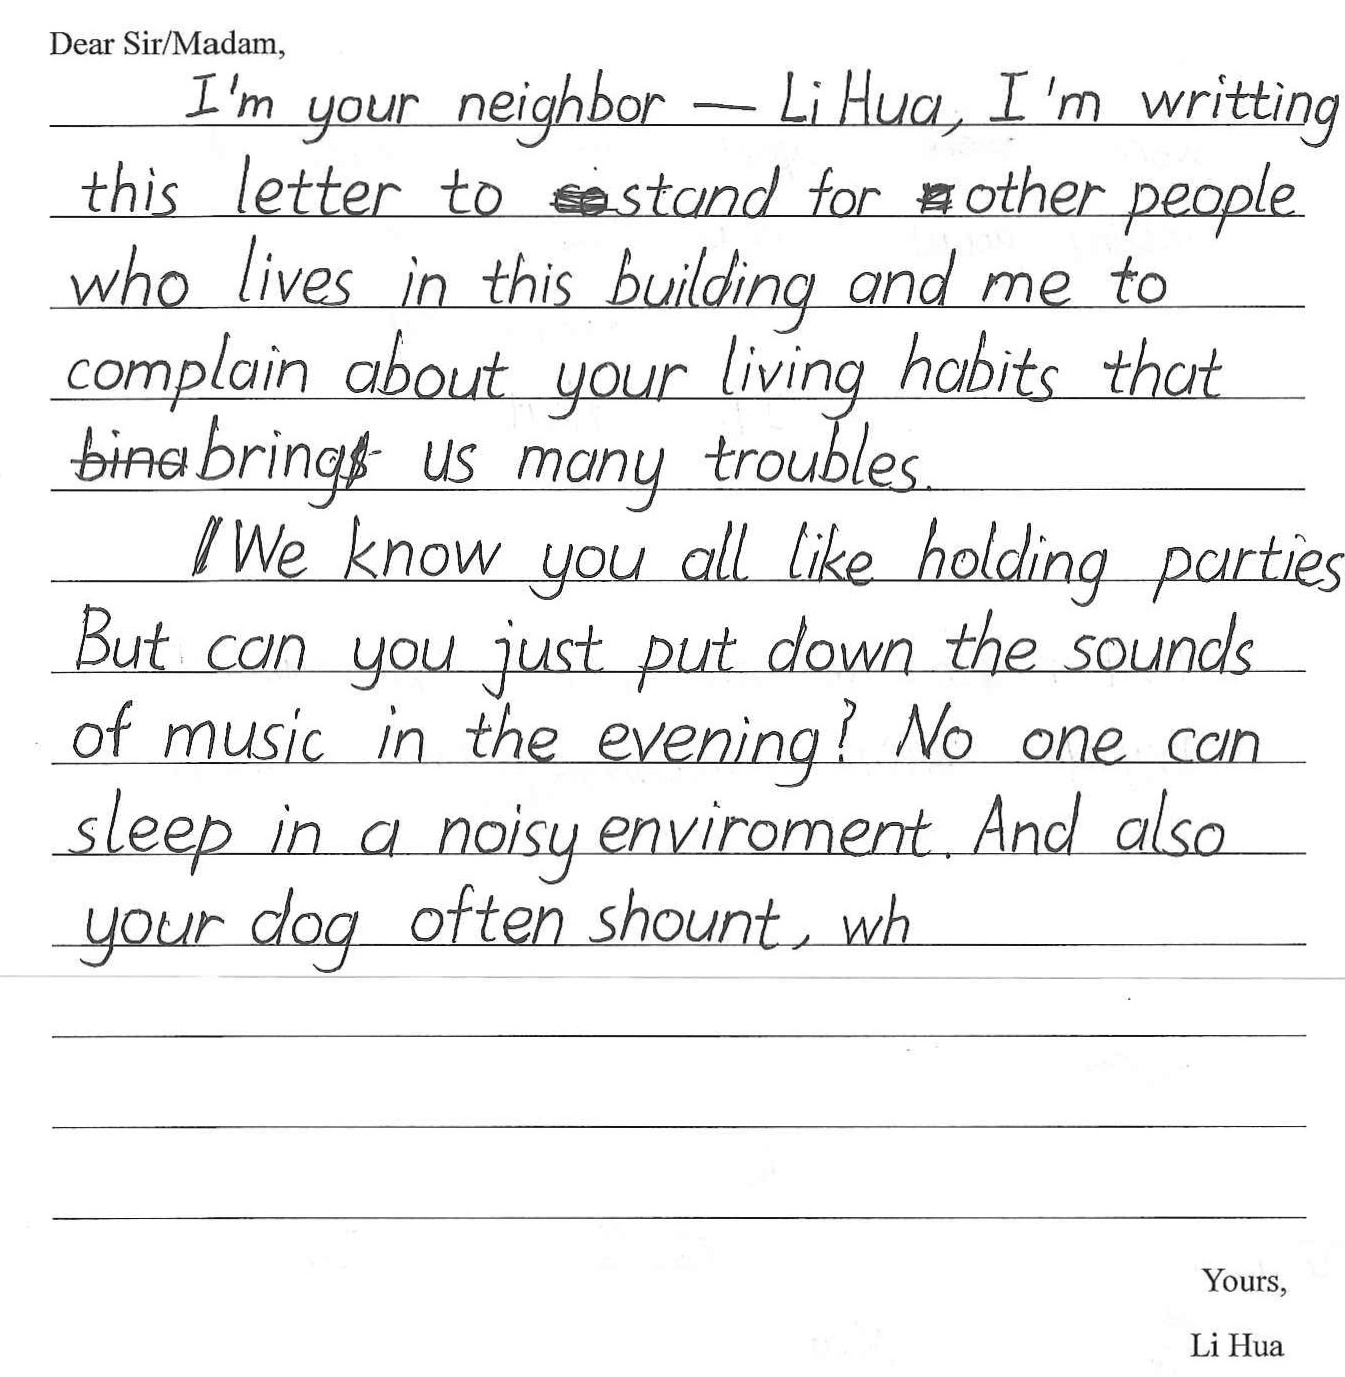 Dear Sir/Madam,
I'm your neighbor — Li Hua, I'm writting
this letter to stand for other people
who lives in this building and me to
complain about your living habits that
bring us many troubles.
We know you all like holding parties
But can you just put down the sounds
of music in the evening? No one can
sleep in a noisy enviroment. And also
your dog often shount, wh
Yours,
Li Hua